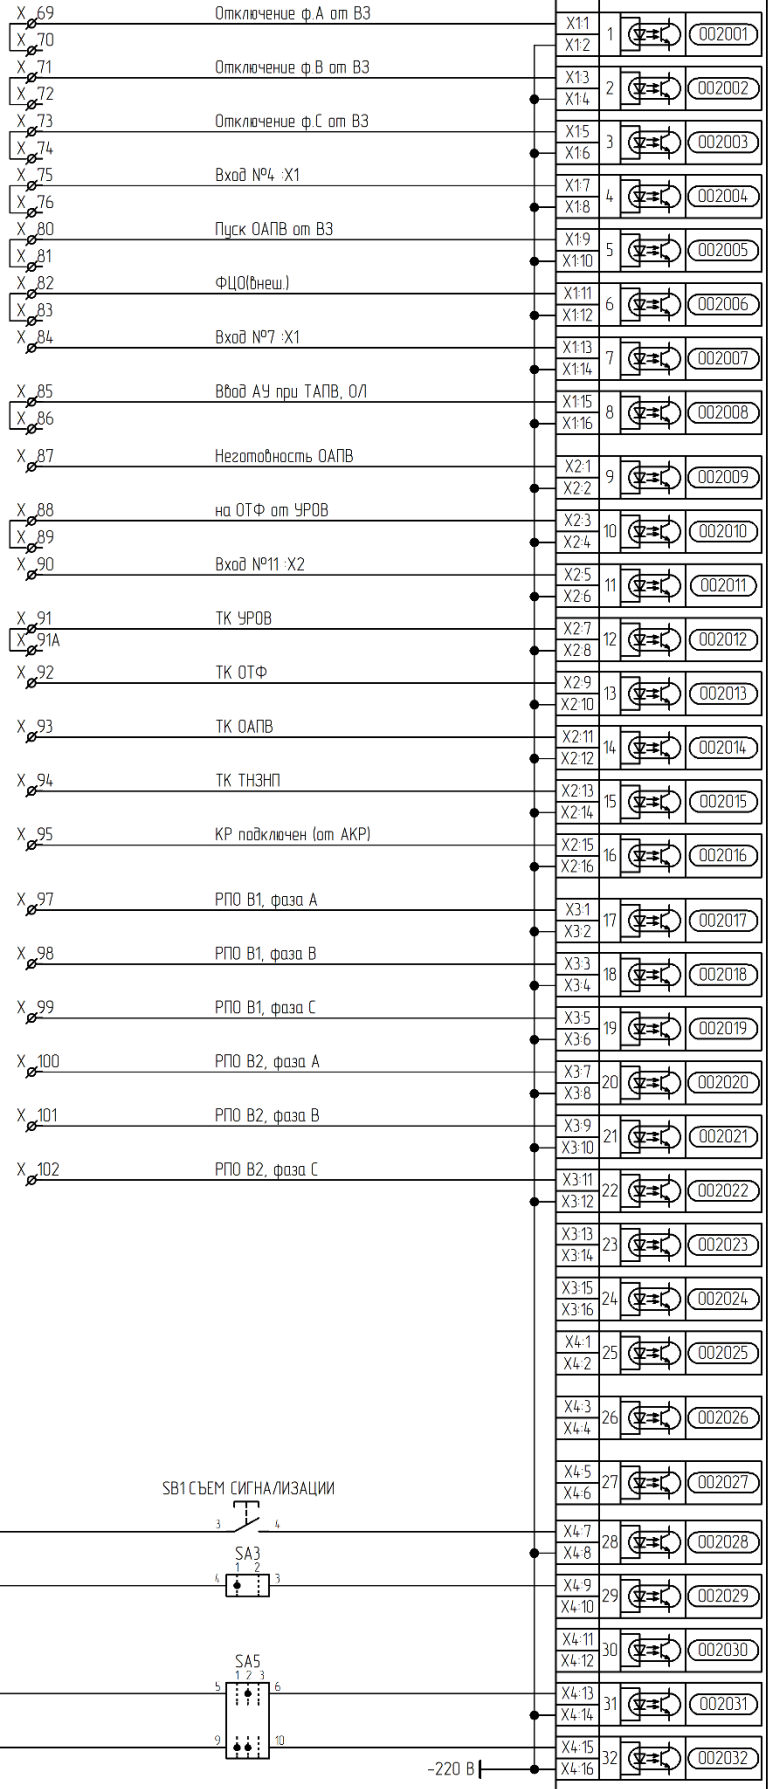 X 69 Отключение ф.А от В3 X1:1 1 002001
X 70 X1:2
X 71 Отключение ф.В от В3 X1:3 2 002002
X 72 X1:4
X 73 Отключение ф.С от В3 X1:5 3 002003
X 74 X1:6
X 75 Вход №4 :X1 X1:7 4 002004
X 76 X1:8
X 80 Пуск ОАПВ от В3 X1:9 5 002005
X 81 X1:10
X 82 ФЦО(внеш.) X1:11 6 002006
X 83 X1:12
X 84 Вход №7 :X1 X1:13 7 002007
X1:14
X 85 Ввод АУ при ТАПВ, ОЛ X1:15 8 002008
X 86 X1:16
X 87 Неготовность ОАПВ X2:1 9 002009
X2:2
X 88 на ОТФ от УРОВ X2:3 10 002010
X 89 X2:4
X 90 Вход №11 :X2 X2:5 11 002011
X2:6
X 91 ТК УРОВ X2:7 12 002012
X 91А X2:8
X 92 ТК ОТФ X2:9 13 002013
X2:10
X 93 ТК ОАПВ X2:11 14 002014
X2:12
X 94 ТК ТНЗНП X2:13 15 002015
X2:14
X 95 КР подключен (от АКР) X2:15 16 002016
X2:16
X 97 РПО В1, фаза А X3:1 17 002017
X3:2
X 98 РПО В1, фаза В X3:3 18 002018
X3:4
X 99 РПО В1, фаза С X3:5 19 002019
X3:6
X 100 РПО В2, фаза А X3:7 20 002020
X3:8
X 101 РПО В2, фаза В X3:9 21 002021
X3:10
X 102 РПО В2, фаза С X3:11 22 002022
X3:12
X3:13 23 002023
X3:14
X3:15 24 002024
X3:16
X4:1 25 002025
X4:2
X4:3 26 002026
X4:4
X4:5 27 002027
X4:6
SB1 СЪЕМ СИГНАЛИЗАЦИИ
3 4 X4:7 28 002028
X4:8
SA3
1 2
4 3 X4:9 29 002029
X4:10
X4:11 30 002030
X4:12
SA5
1 2 3
5 6 X4:13 31 002031
X4:14
9 10 X4:15 32 002032
-220 В X4:16